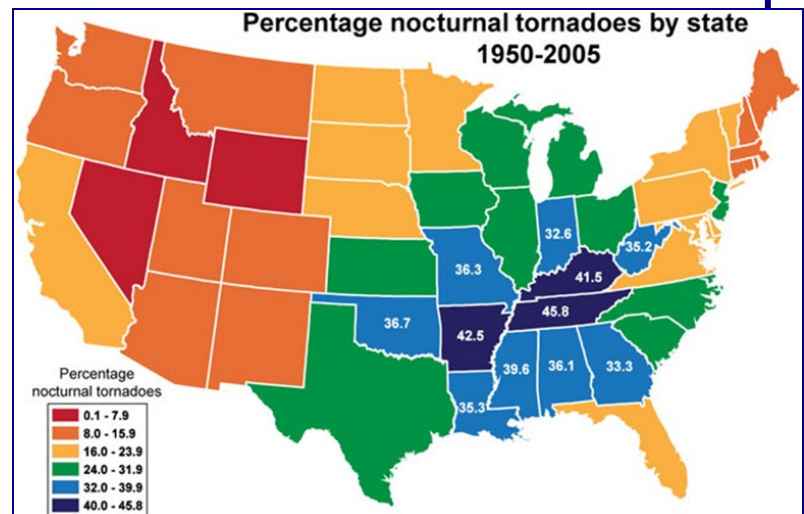 Percentage nocturnal tornadoes by state
1950-2005
32.6
35.2
36.3
41.5
45.8
36.7
42.5
39.6
36.1
33.3
35.3
Percentage
nocturnal tornadoes
0.1 - 7.9
8.0 - 15.9
16.0 - 23.9
24.0 - 31.9
32.0 - 39.9
40.0 - 45.8